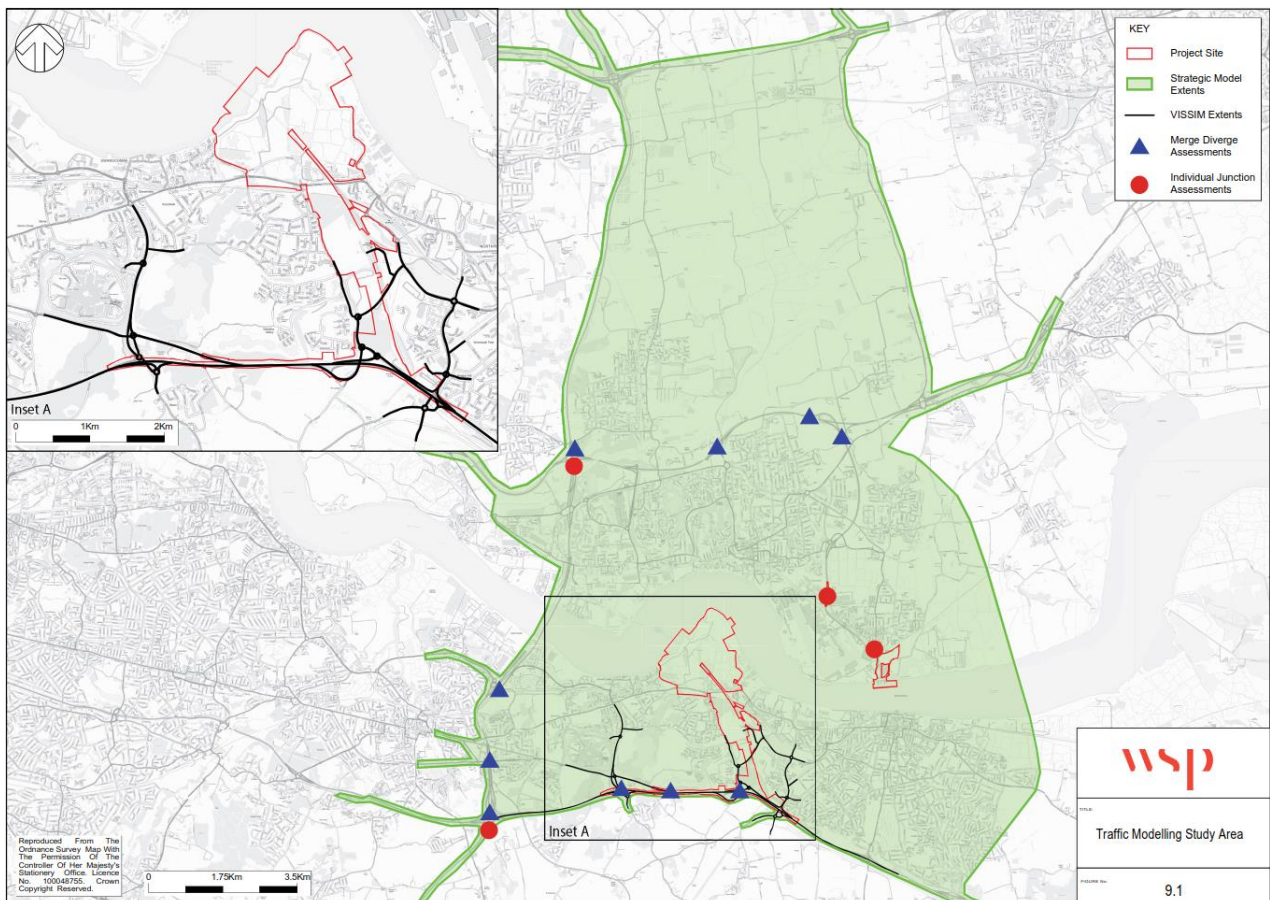 KEY
Project Site
Strategic Model
Extents
VISSIM Extents
Merge Diverge
Assessments
Individual Junction
Assessments
Inset A
0 1Km 2Km
Inset A
Reproduced From The
Ordnance Survey Map With
The Permission Of The
Controller Of Her Majesty's
Stationery Office. Licence
No. 100048755. Crown
Copyright Reserved.
0 1.75Km 3.5Km
wsp
TITLE:
Traffic Modelling Study Area
FIGURE No:
9.1